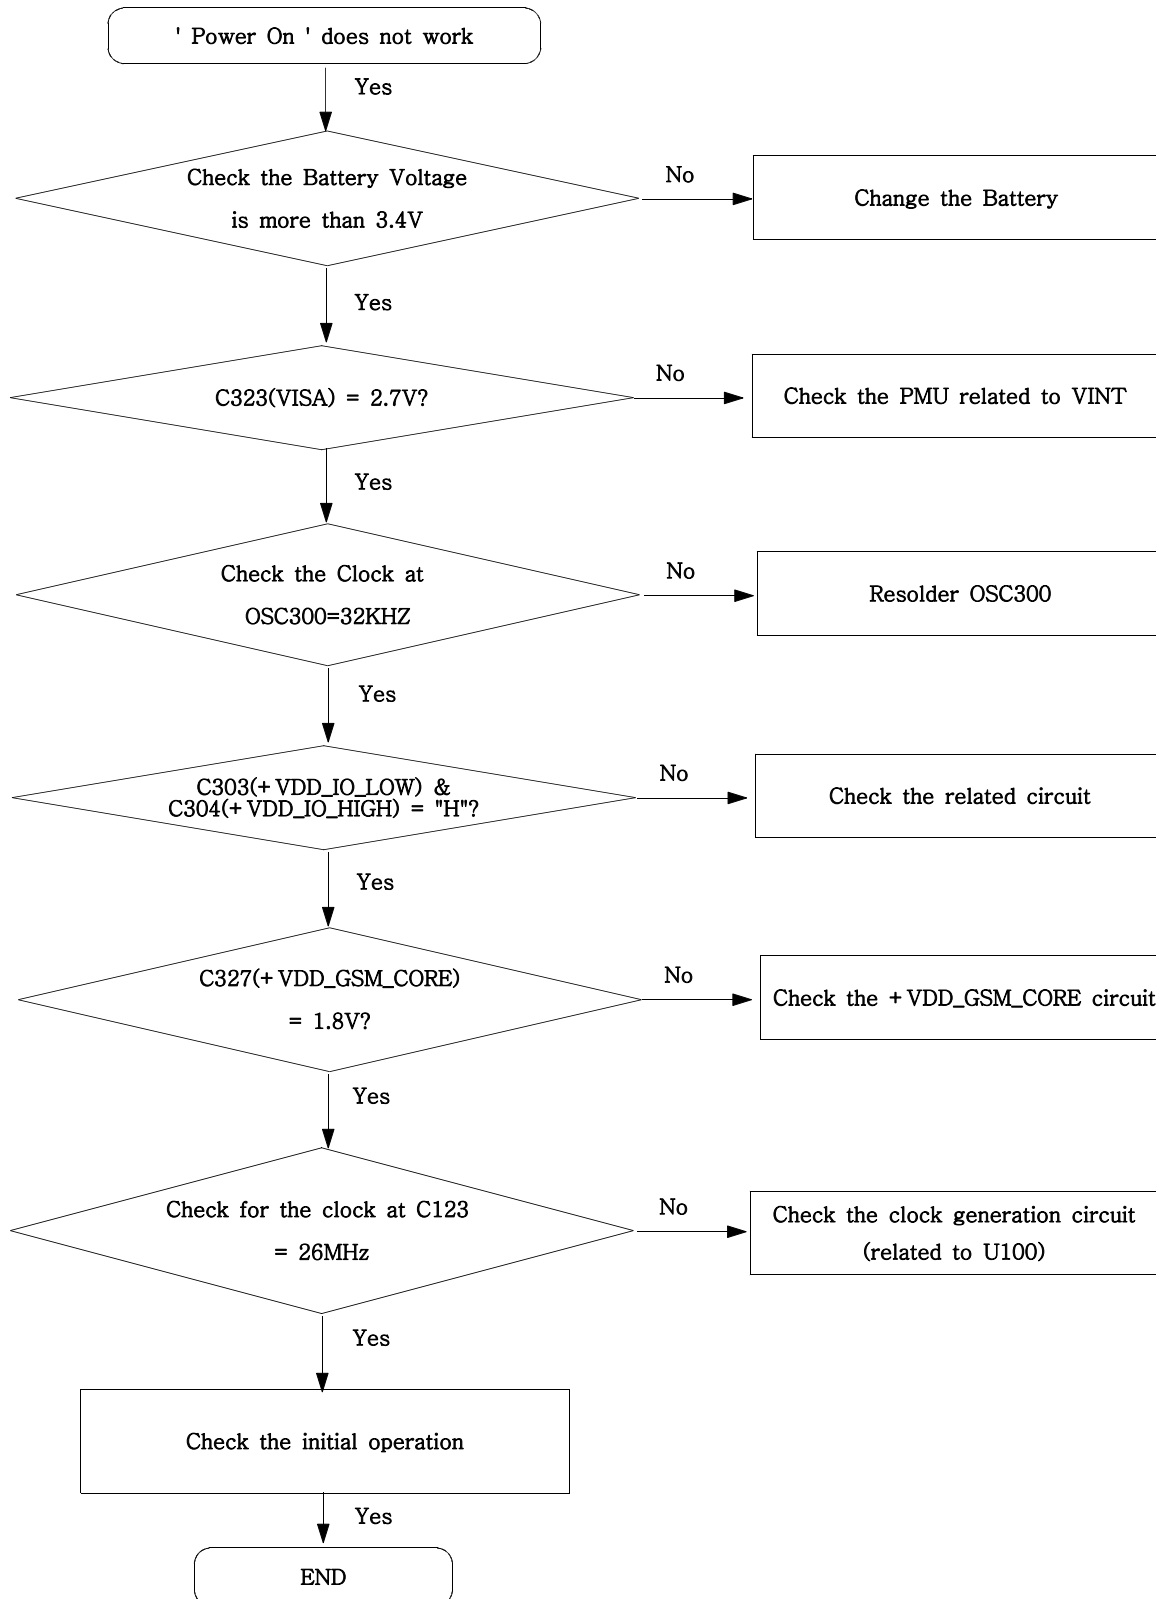 ' Power On ' does not work
Yes
Check the Battery Voltage
is more than 3.4V
No
Change the Battery
Yes
C323(VISA) = 2.7V?
No
Check the PMU related to VINT
Yes
Check the Clock at
OSC300=32KHZ
No
Resolder OSC300
Yes
C303(+VDD_IO_LOW) &
C304(+VDD_IO_HIGH) = "H"?
No
Check the related circuit
Yes
C327(+VDD_GSM_CORE)
= 1.8V?
No
Check the +VDD_GSM_CORE circuit
Yes
Check for the clock at C123
= 26MHz
No
Check the clock generation circuit
(related to U100)
Yes
Check the initial operation
Yes
END